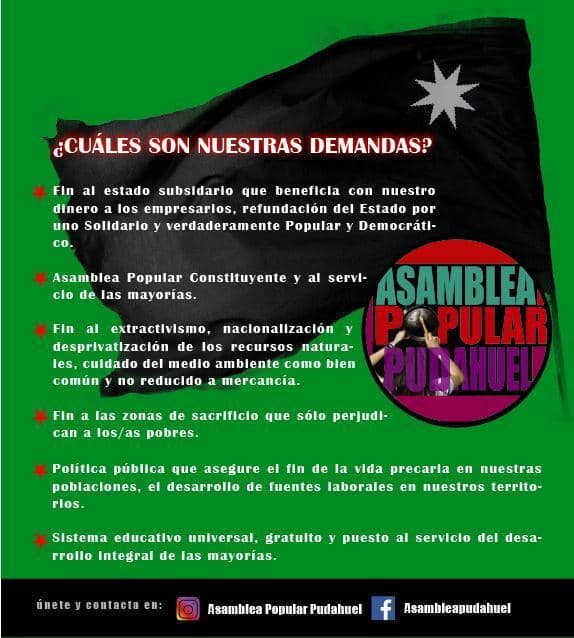 ¿CUÁLES SON NUESTRAS DEMANDAS?
Fin al estado subsidario que beneficia con nuestro
dinero a los empresarios, refundación del Estado por
uno Solidario y verdaderamente Popular y Democráti-
co.
Asamblea Popular Constituyente y al servi-
cio de las mayorías.
Fin al extractivismo, nacionalización y
desprivatización de los recursos natura-
les, cuidado del medio ambiente como bien
común y no reducido a mercancía.
Fin a las zonas de sacrificio que sólo perjudi-
can a los/as pobres.
Política pública que asegure el fin de la vida precaria en nuestras
poblaciones, el desarrollo de fuentes laborales en nuestros territo-
rios.
Sistema educativo universal, gratuito y puesto al servicio del desa-
rrollo integral de las mayorías.
ASAMBLEA
POPULAR
PUDAHUEL
únete y contacta en: Asamblea Popular Pudahuel Asambleapudahuel